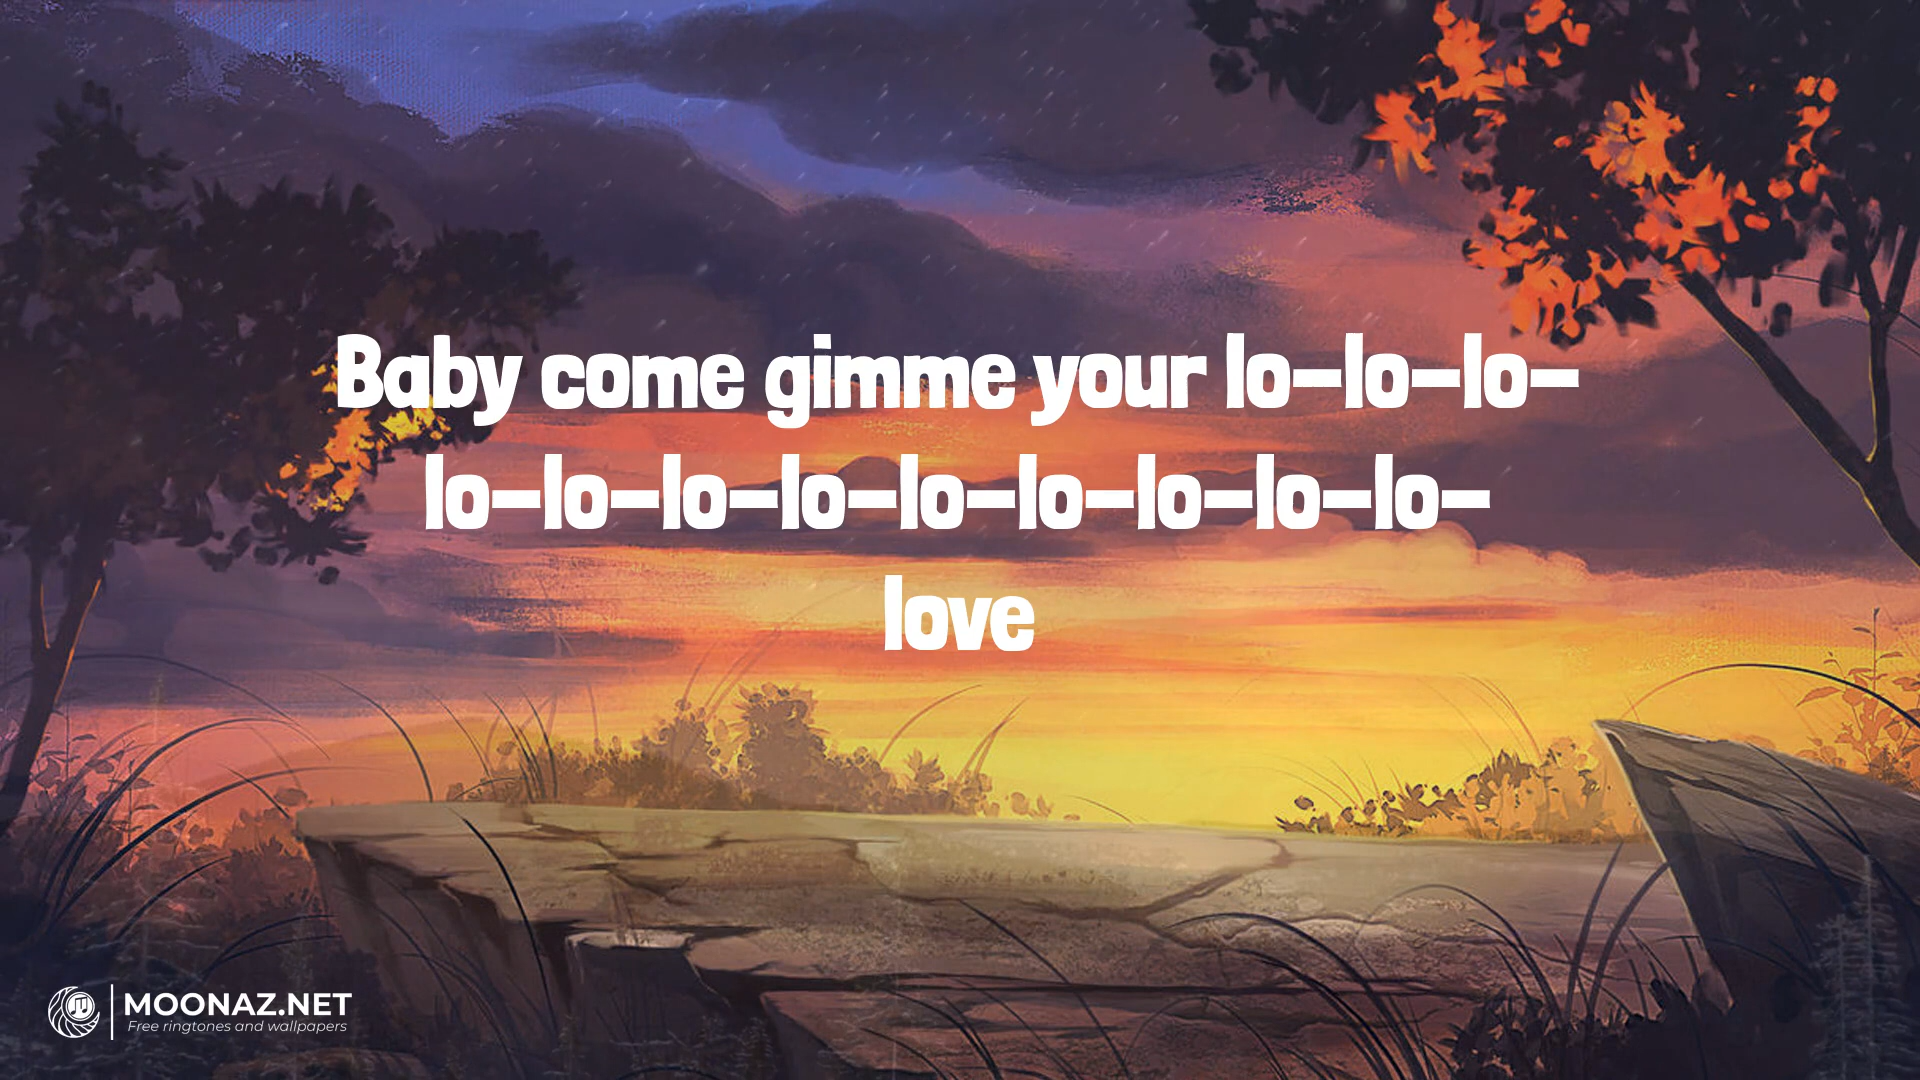 Baby come gimme your lo-lo-lo-
lo-lo-lo-lo-lo-lo-lo-lo-lo-
love
MOONAZ.NET
Free ringtones and wallpapers